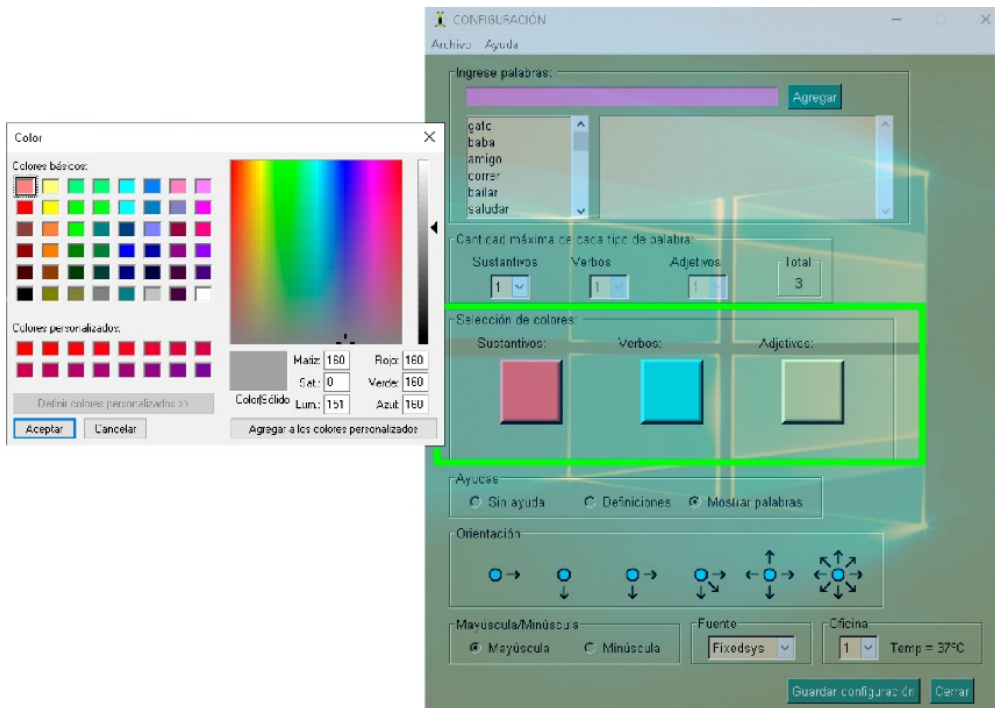 CONFIGURACIÓN
Archivo Ayuda
Ingrese palabras:
Agregar
gato
baba
amigo
correr
bailar
saludar
Cantidad máxima de cada tipo de palabra:
Sustantivos Verbos Adjetivos Total
1 1 1 3
Selección de colores:
Sustantivos: Verbos: Adjetivos:
Ayudas
Sin ayuda Definiciones Mostrar palabras
Orientación
Mayúscula/Minúscula Fuente Oficina
Mayúscula Minúscula Fixedsys 1 Temp = 37ºC
Guardar configuración Cerrar
Color
Colores básicos:
Colores personalizados:
Definir colores personalizados >>
Aceptar Cancelar
Color|Sólido
Matiz: 160 Rojo: 160
Sat.: 0 Verde: 160
Lum.: 151 Azul: 160
Agregar a los colores personalizados